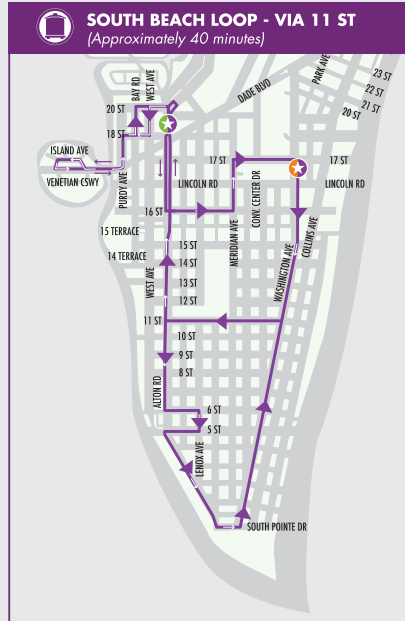 SOUTH BEACH LOOP - VIA 11 ST
(Approximately 40 minutes)
BAY RD
WEST AVE
DADE BLVD
PARK AVE
23 ST
22 ST
21 ST
20 ST
20 ST
18 ST
ISLAND AVE
VENETIAN CSWY
PURDY AVE
17 ST
17 ST
LINCOLN RD
LINCOLN RD
CONV. CENTER DR
MERIDIAN AVE
16 ST
15 TERRACE
15 ST
14 TERRACE
14 ST
WEST AVE
13 ST
12 ST
WASHINGTON AVE
COLLINS AVE
11 ST
10 ST
9 ST
8 ST
ALTON RD
6 ST
5 ST
LENOX AVE
SOUTH POINTE DR